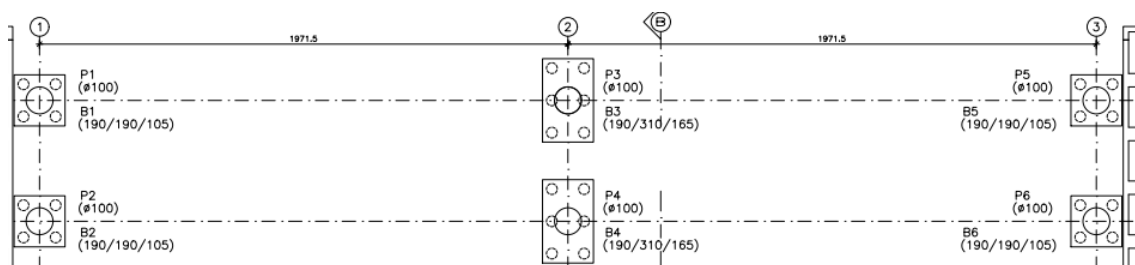 1
2
B
3
1971.5
1971.5
P1
(ø100)
B1
(190/190/105)
P3
(ø100)
B3
(190/310/165)
P5
(ø100)
B5
(190/190/105)
P2
(ø100)
B2
(190/190/105)
P4
(ø100)
B4
(190/310/165)
P6
(ø100)
B6
(190/190/105)